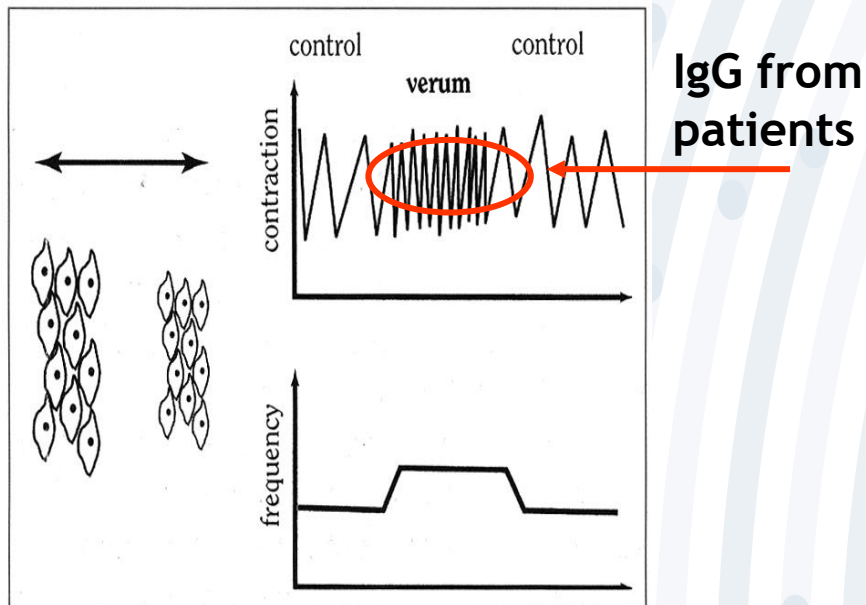 control
control
verum
contraction
frequency
IgG from
patients